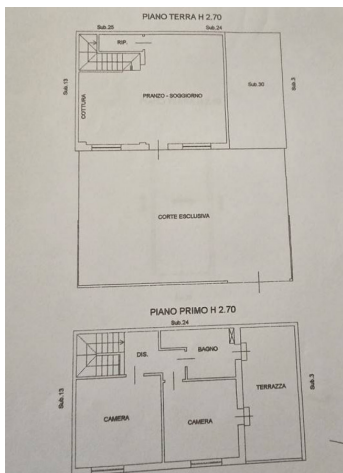 PIANO TERRA H 2.70
Sub.25
Sub.24
RIP.
Sub.13
COTTURA
PRANZO - SOGGIORNO
Sub.30
Sub.3
CORTE ESCLUSIVA
PIANO PRIMO H 2.70
Sub.24
DIS.
BAGNO
Sub.13
TERRAZZA
Sub.3
CAMERA
CAMERA